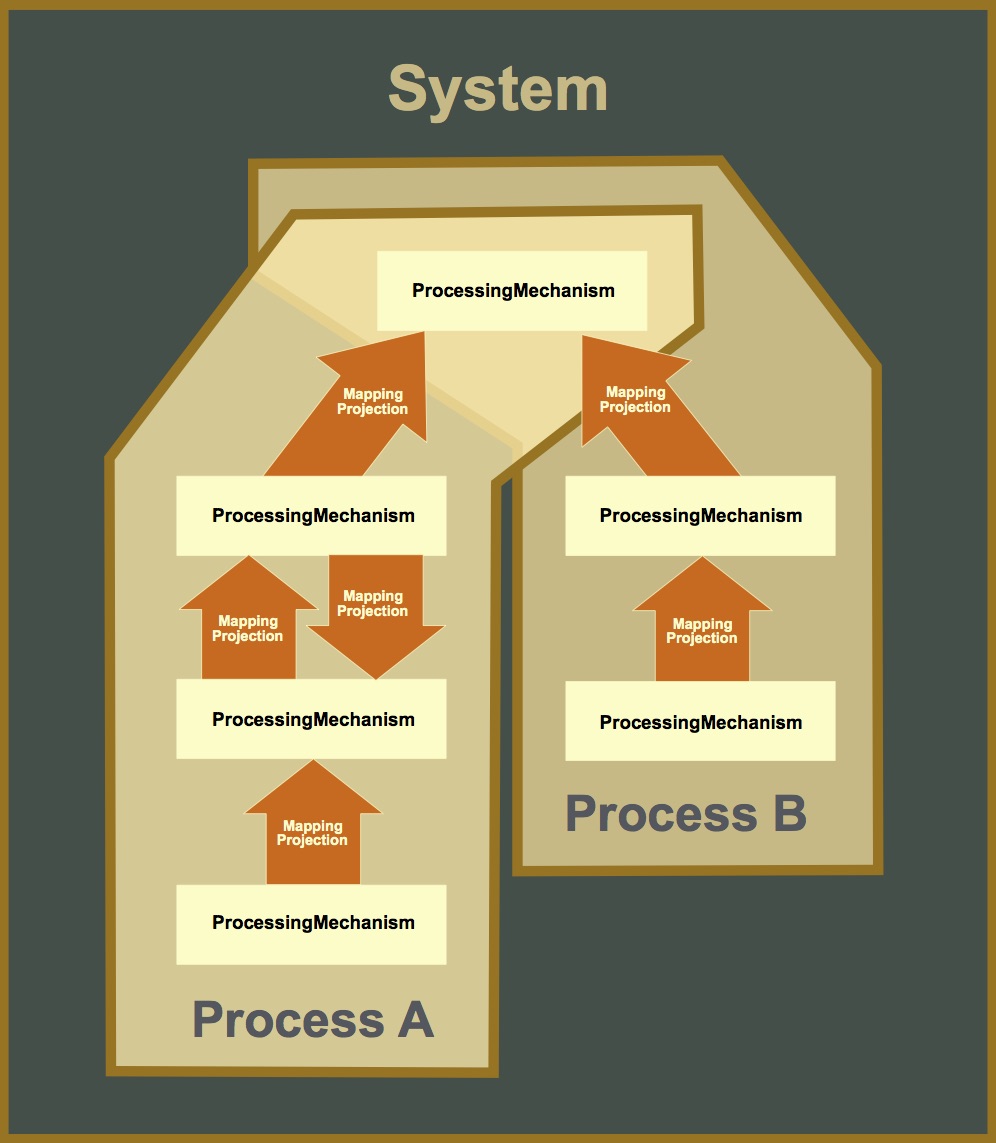 System
ProcessingMechanism
Mapping
Projection
Mapping
Projection
ProcessingMechanism
ProcessingMechanism
Mapping
Projection
Mapping
Projection
Mapping
Projection
ProcessingMechanism
ProcessingMechanism
Process B
Mapping
Projection
ProcessingMechanism
Process A